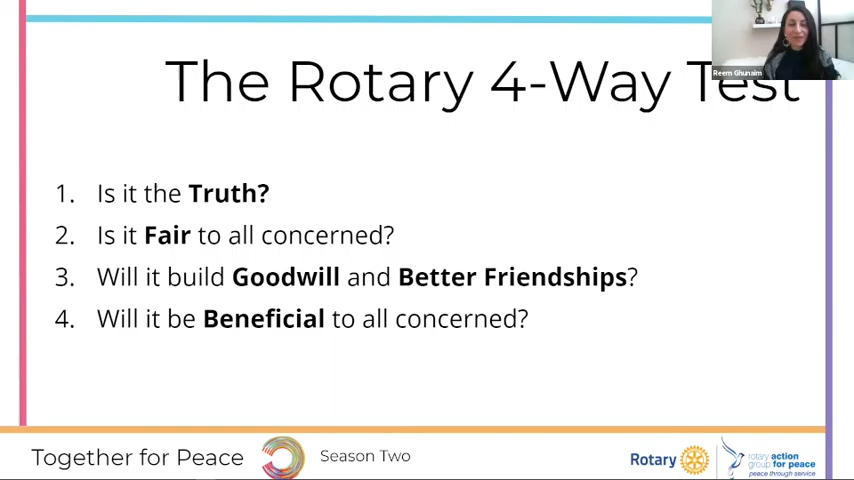 The Rotary 4-Way Test
Reem Ghunaim
1. Is it the Truth?
2. Is it Fair to all concerned?
3. Will it build Goodwill and Better Friendships?
4. Will it be Beneficial to all concerned?
Together for Peace
Season Two
Rotary
rotary action
group for peace
peace through service